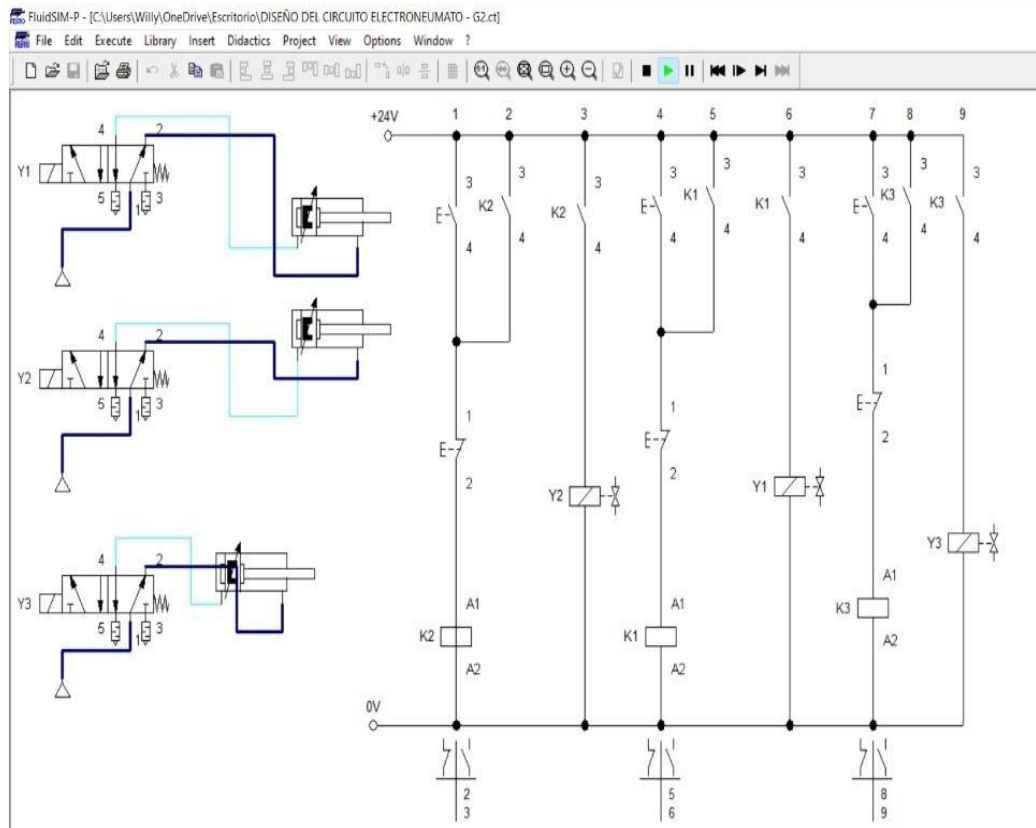 FluidSIM-P - [C:\Users\Willy\OneDrive\Escritorio\DISEÑO DEL CIRCUITO ELECTRONEUMATO - G2.ct]
FESTO File Edit Execute Library Insert Didactics Project View Options Window ?
+24V 1 2 3 4 5 6 7 8 9
4 2
Y1
5 1 3
4 2
Y2
5 1 3
4 2
Y3
5 1 3
3 3 3 3 3 3 3 3 3
E K2 K2 E K1 K1 E K3 K3
4 4 4 4 4 4 4 4 4
1 1 1
E E E
2 2 2
Y2 Y1 Y3
A1 A1 A1
K2 K1 K3
A2 A2 A2
0V
2 5 8
3 6 9